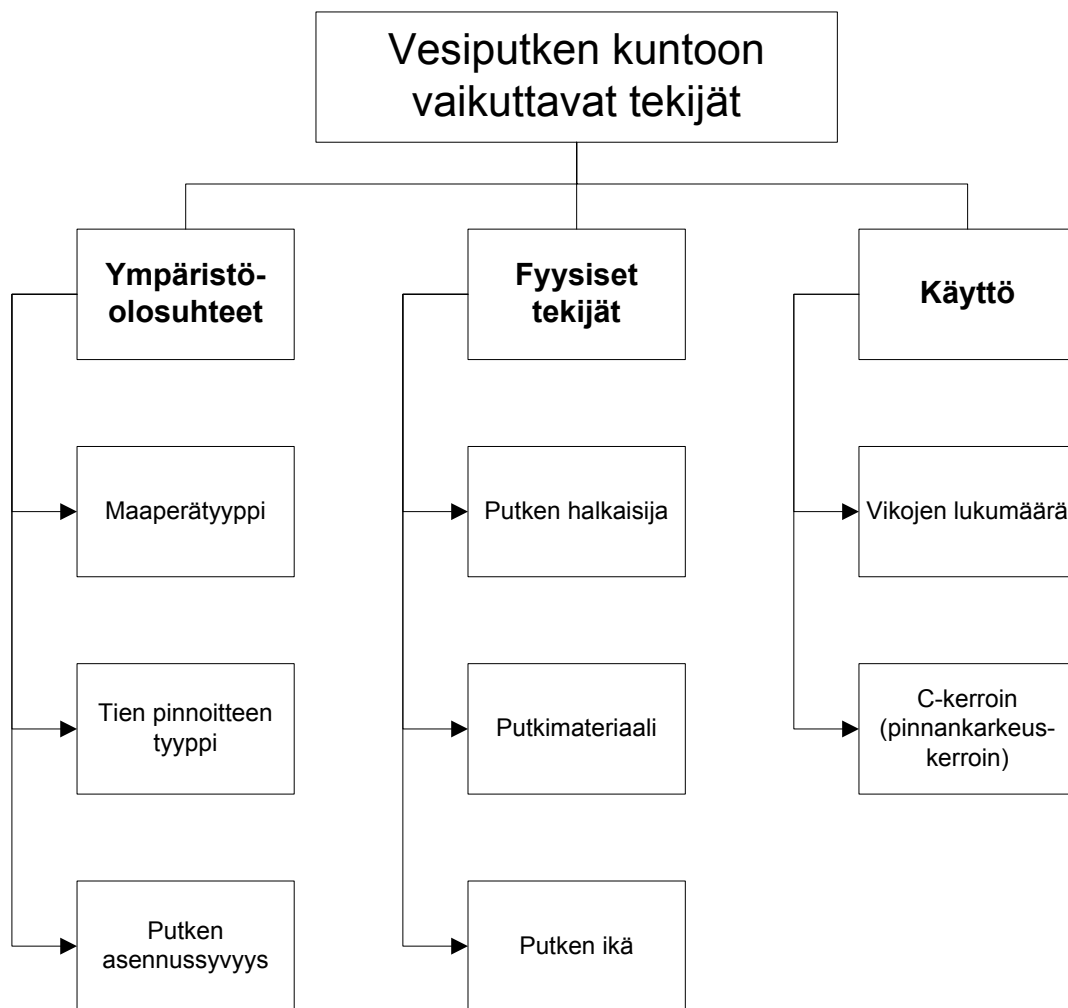 Vesiputken kuntoon
vaikuttavat tekijät
Ympäristö-
olosuhteet
Fyysiset
tekijät
Käyttö
Maaperätyyppi
Putken halkaisija
Vikojen lukumäärä
Tien pinnoitteen
tyyppi
Putkimateriaali
C-kerroin
(pinnankarkeus-
kerroin)
Putken
asennussyvyys
Putken ikä